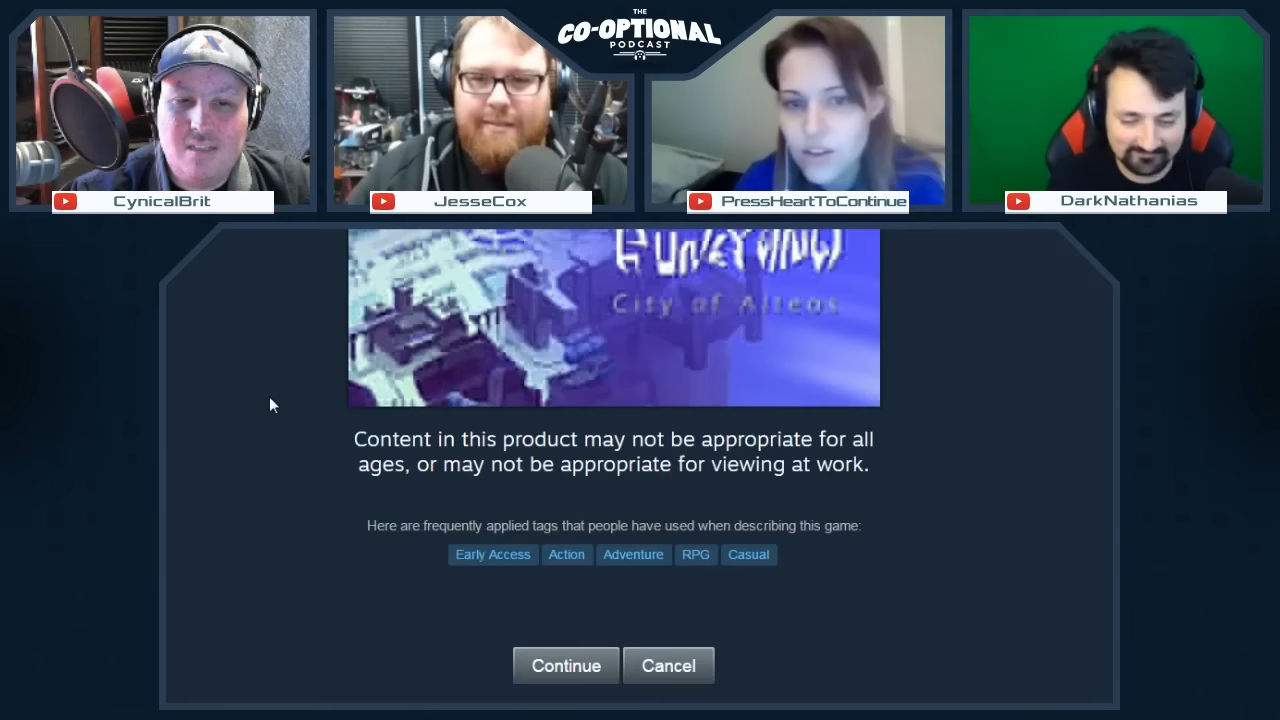 THE
CO-OPTIONAL
PODCAST
CynicalBrit
JesseCox
PressHeartToContinue
DarkNathanias
City of Alteos
Content in this product may not be appropriate for all
ages, or may not be appropriate for viewing at work.
Here are frequently applied tags that people have used when describing this game:
Early Access Action Adventure RPG Casual
Continue Cancel